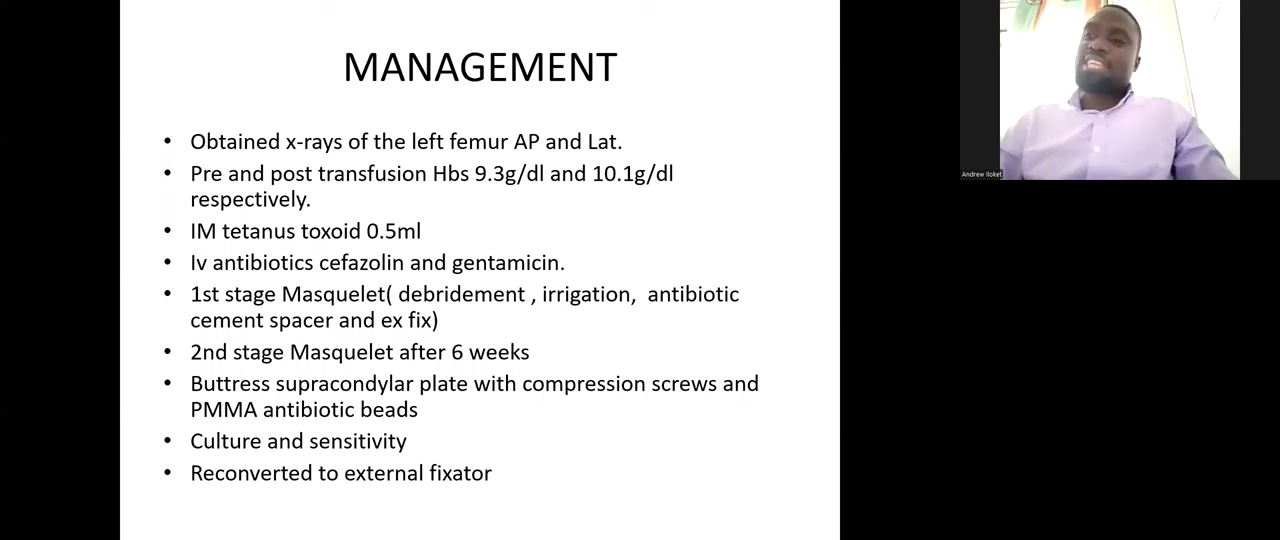 MANAGEMENT
• Obtained x-rays of the left femur AP and Lat.
• Pre and post transfusion Hbs 9.3g/dl and 10.1g/dl
respectively.
• IM tetanus toxoid 0.5ml
• Iv antibiotics cefazolin and gentamicin.
• 1st stage Masquelet( debridement , irrigation,  antibiotic
cement spacer and ex fix)
• 2nd stage Masquelet after 6 weeks
• Buttress supracondylar plate with compression screws and
PMMA antibiotic beads
• Culture and sensitivity
• Reconverted to external fixator
Andrew Iloket